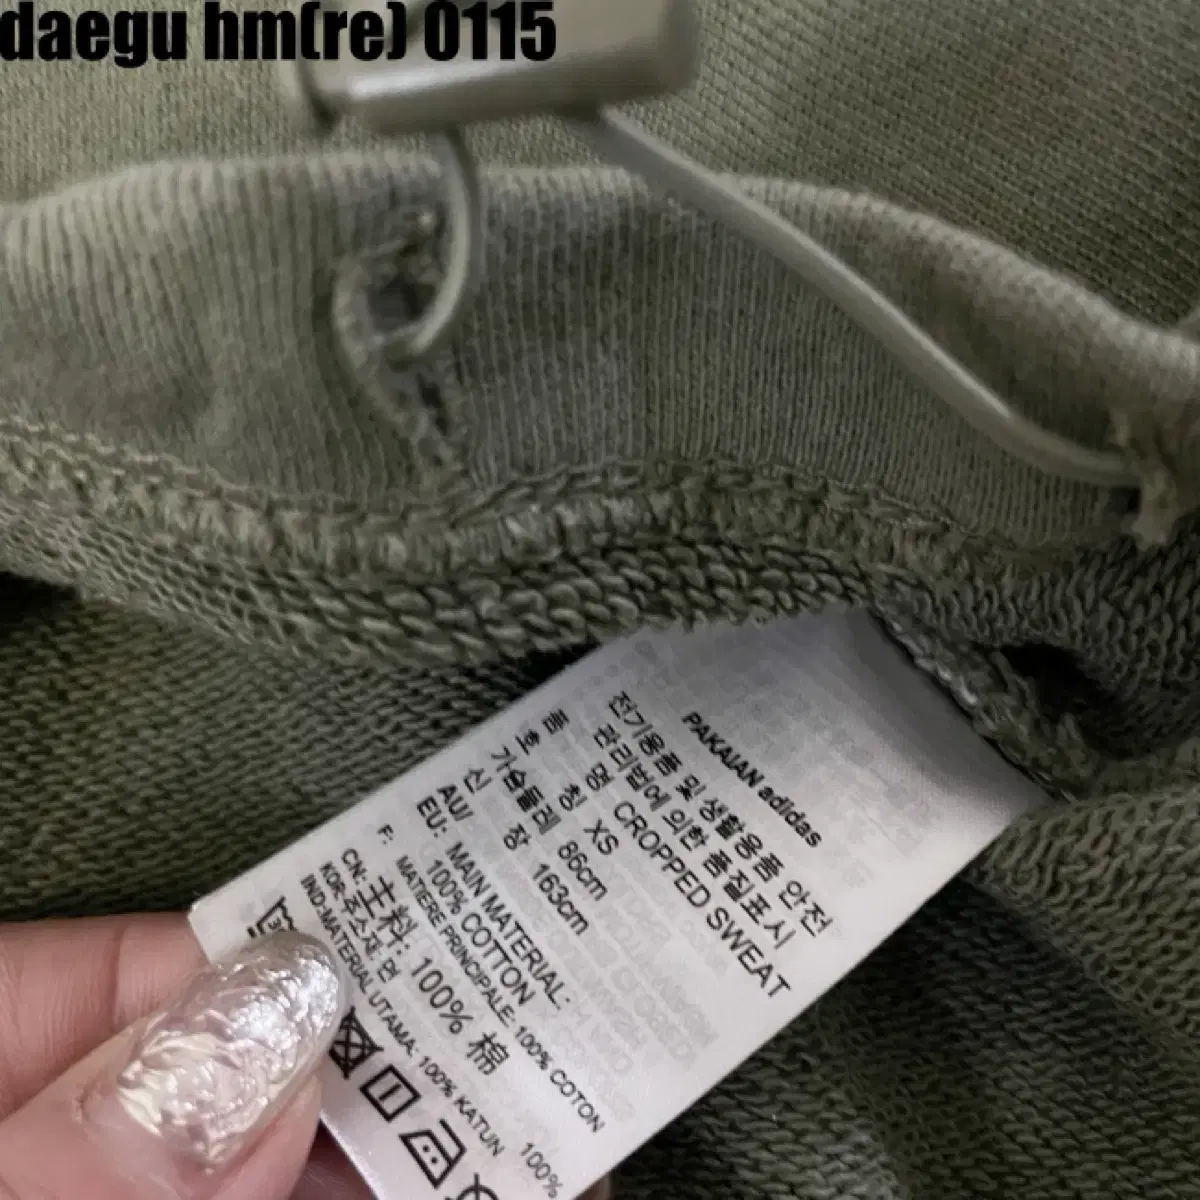 daegu hm(re) 0115
PAKAIAN adidas
전기용품 및 생활용품 안전
관리법에 의한 품질표시
품 명 CROPPED SWEAT
호 칭 XS
가슴둘레 86cm
신 장 163cm
AU/
EU: MAIN MATERIAL:
100% COTTON
F: MATIERE PRINCIPALE: 100% COTON
CN: 主料: 100% 棉
KOR-주소재 면 100%
IND-MATERIAL UTAMA: 100% KATUN